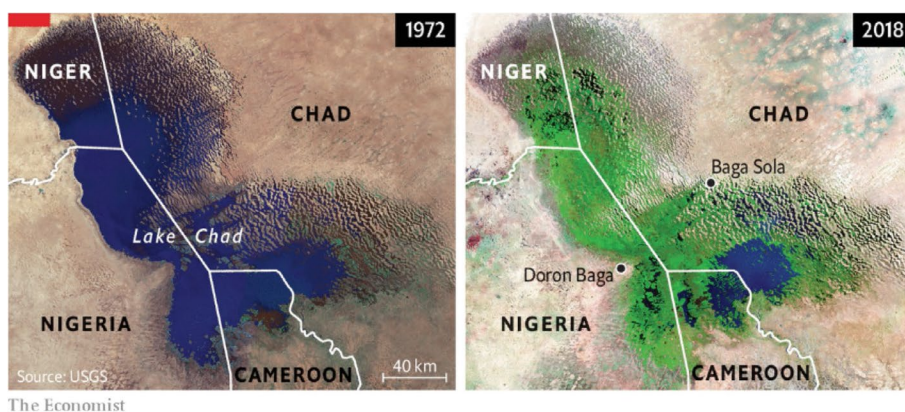 1972
NIGER
CHAD
Lake Chad
NIGERIA
CAMEROON
Source: USGS
40 km
2018
NIGER
CHAD
Baga Sola
Doron Baga
NIGERIA
CAMEROON
The Economist